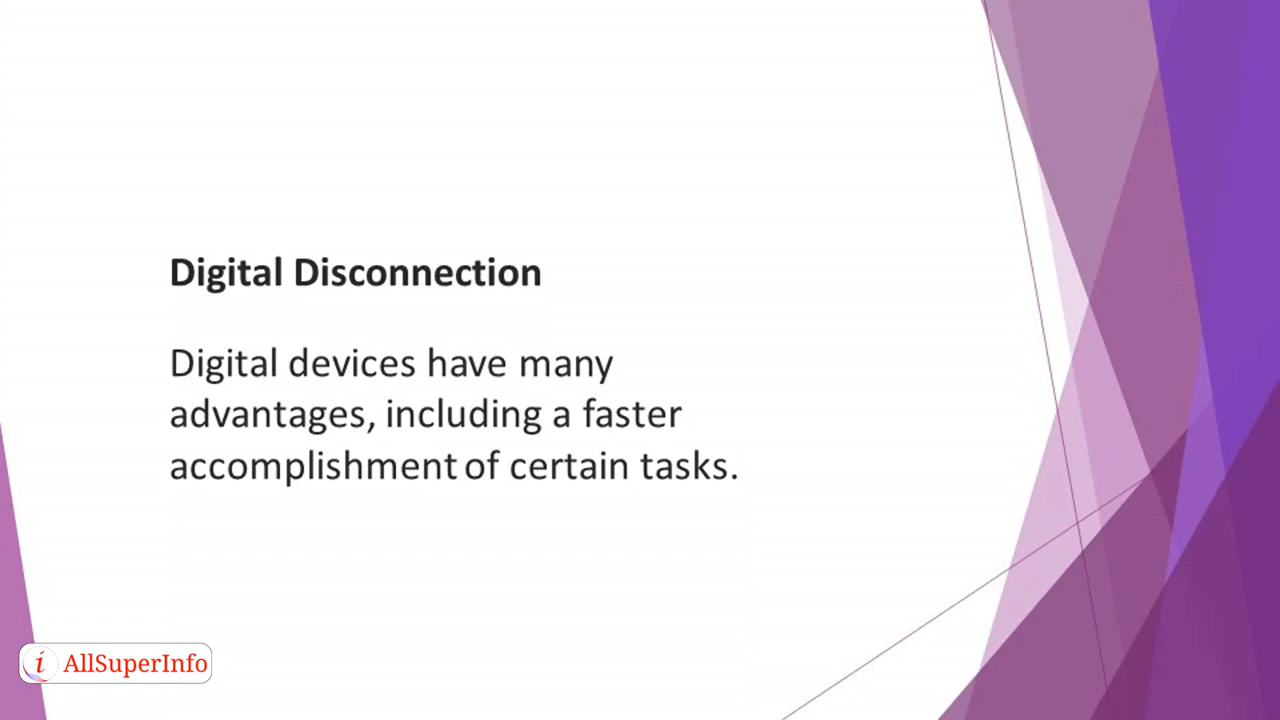 Digital Disconnection
Digital devices have many
advantages, including a faster
accomplishment of certain tasks.
i AllSuperInfo